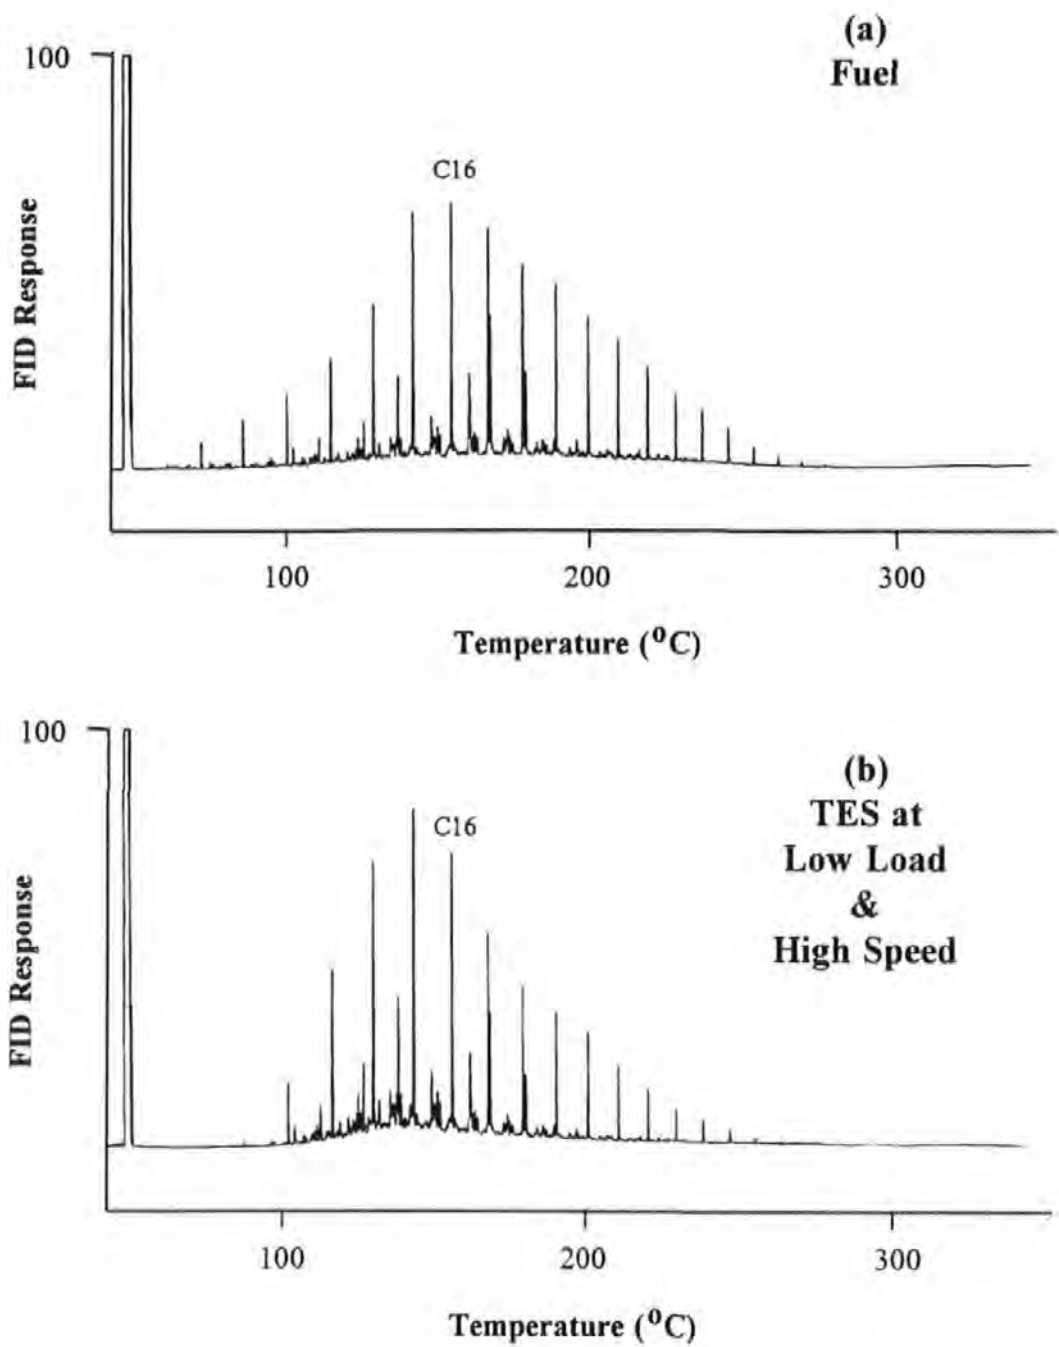 (a)
Fuel
100
FID Response
C16
100
200
300
Temperature (⁰C)
100
FID Response
C16
(b)
TES at
Low Load
&
High Speed
100
200
300
Temperature (⁰C)